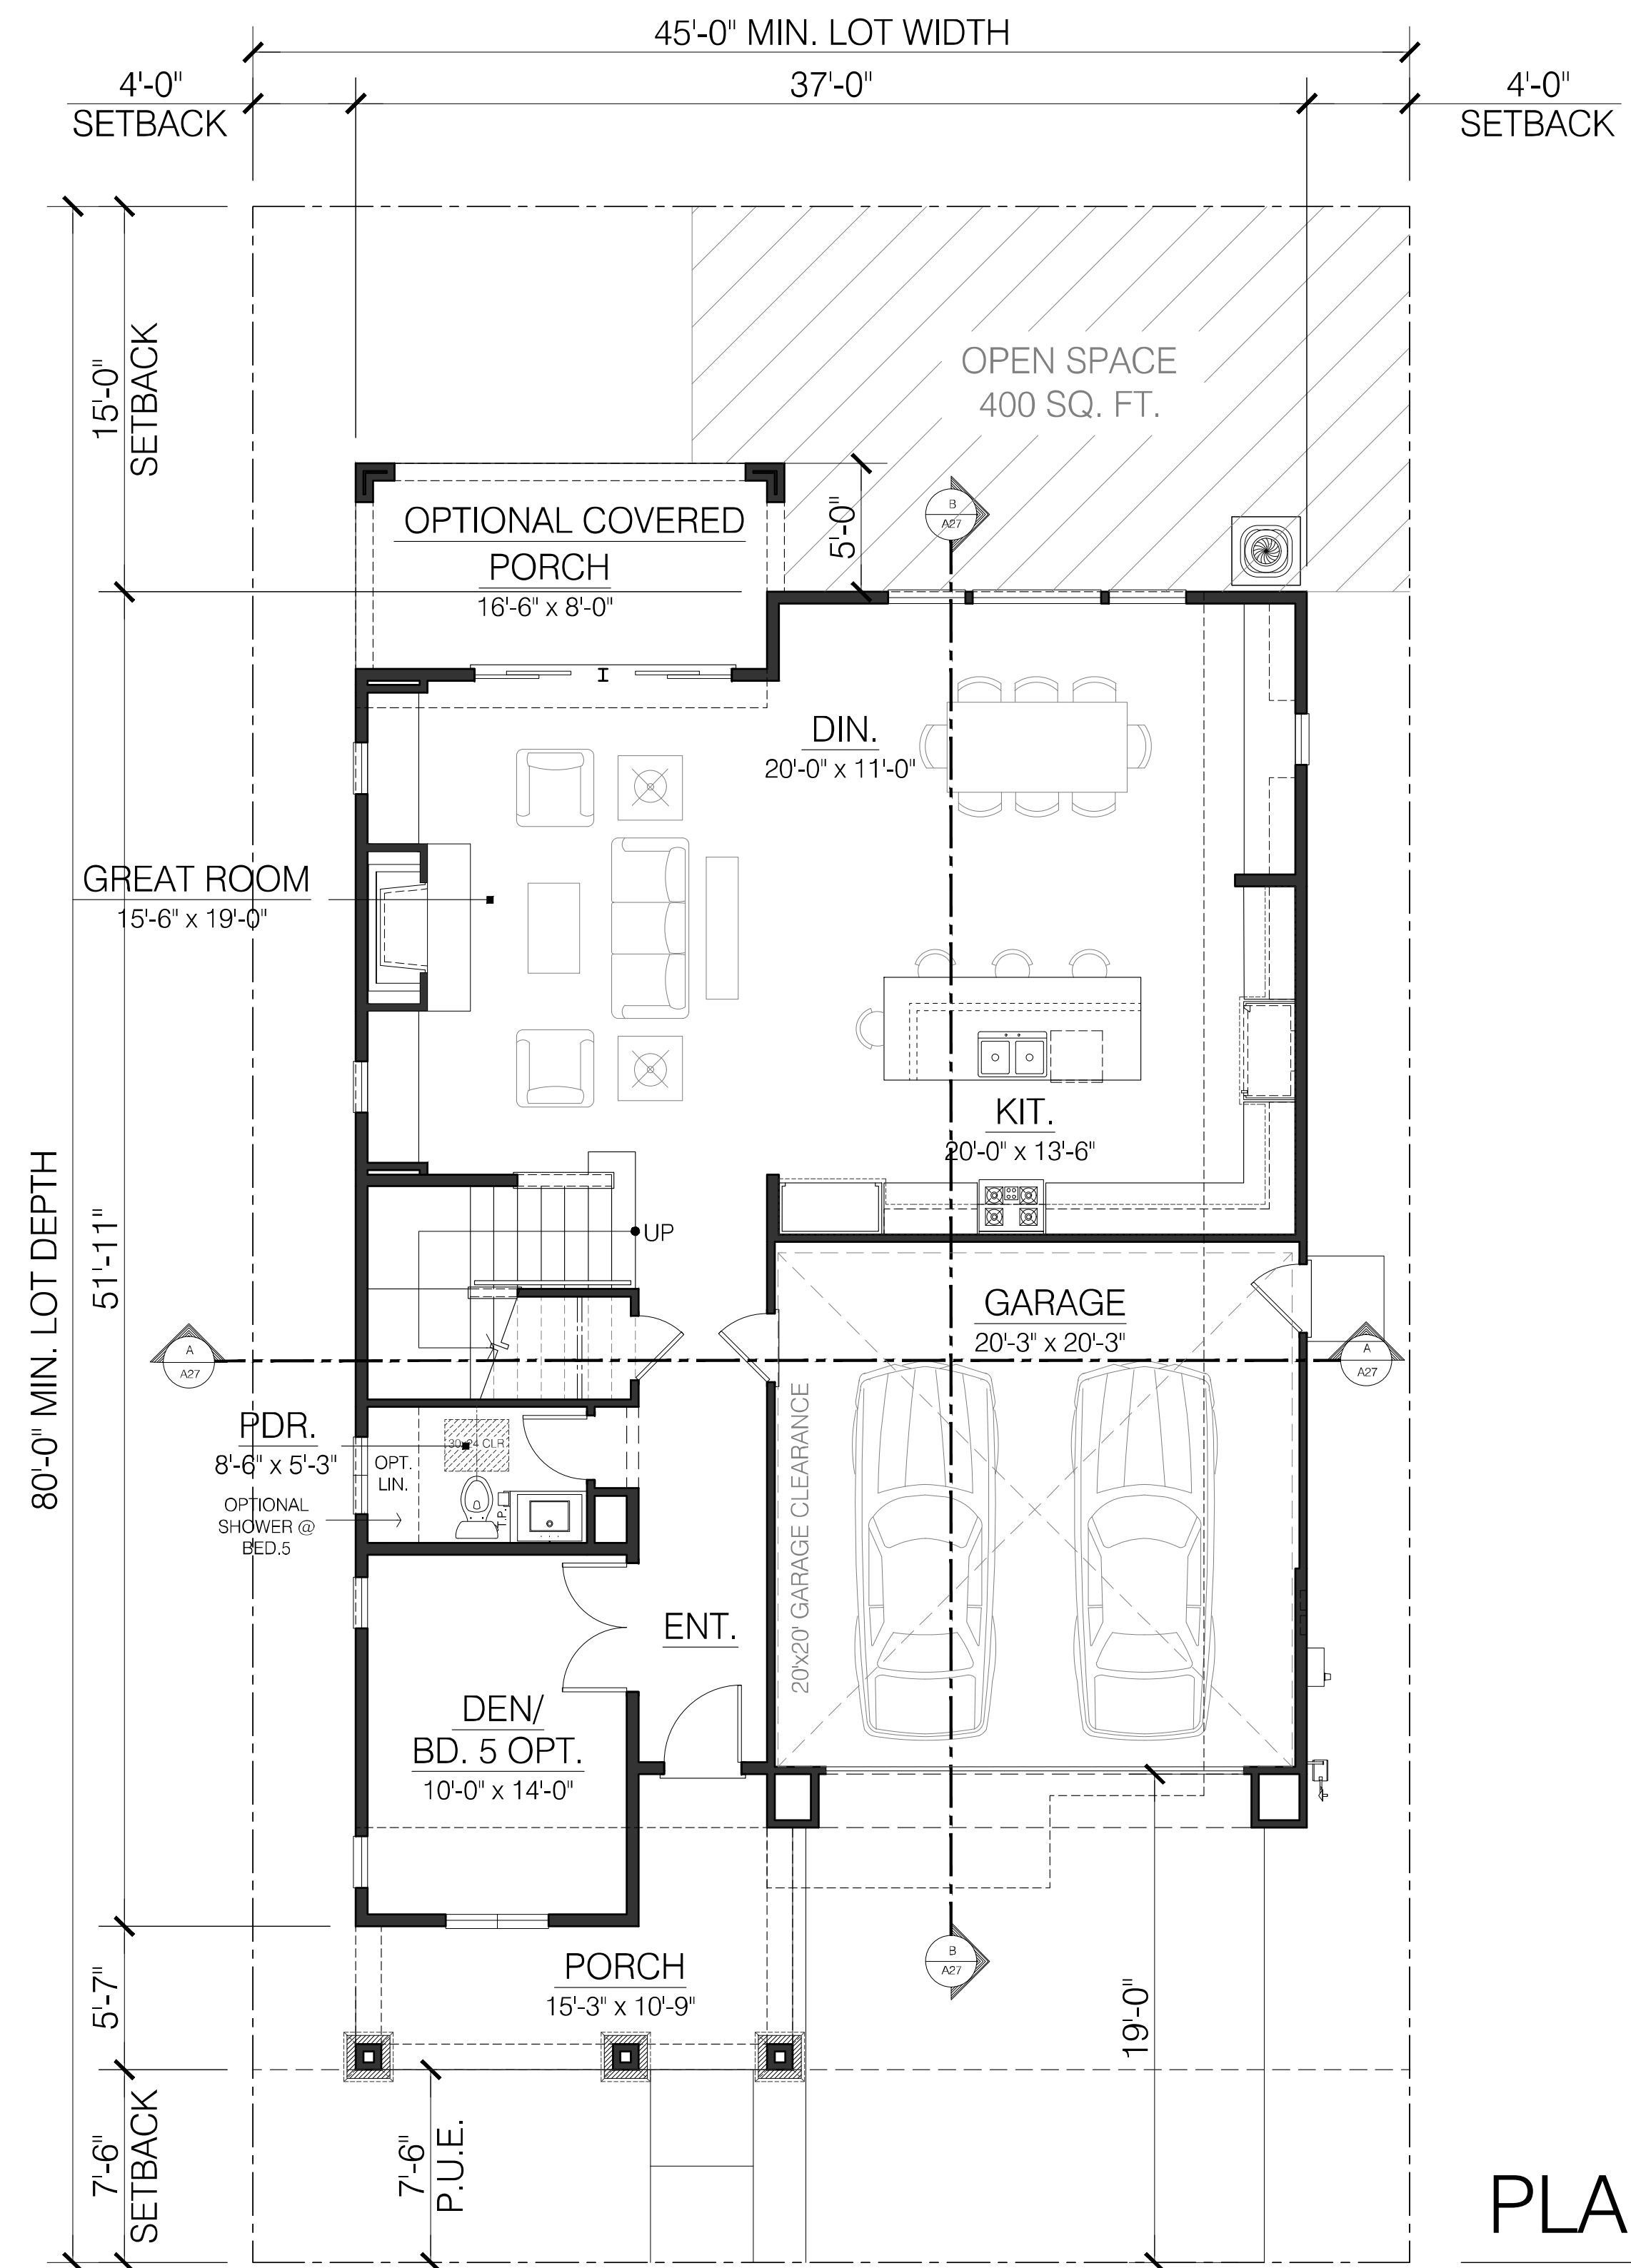 45'-0" MIN. LOT WIDTH
4'-0"
SETBACK
37'-0"
4'-0"
SETBACK
15'-0"
SETBACK
OPEN SPACE
400 SQ. FT.
OPTIONAL COVERED
PORCH
16'-6" x 8'-0"
5'-0"
B
A27
DIN.
20'-0" x 11'-0"
GREAT ROOM
15'-6" x 19'-0"
KIT.
20'-0" x 13'-6"
80'-0" MIN. LOT DEPTH
51'-11"
UP
GARAGE
20'-3" x 20'-3"
A
A27
A
A27
20'x20' GARAGE CLEARANCE
PDR.
8'-6" x 5'-3"
30x24 CLR
OPT.
LIN.
T.P.
OPTIONAL
SHOWER @
BED.5
ENT.
DEN/
BD. 5 OPT.
10'-0" x 14'-0"
B
A27
PORCH
15'-3" x 10'-9"
5'-7"
19'-0"
7'-6"
SETBACK
7'-6"
P.U.E.
PLA